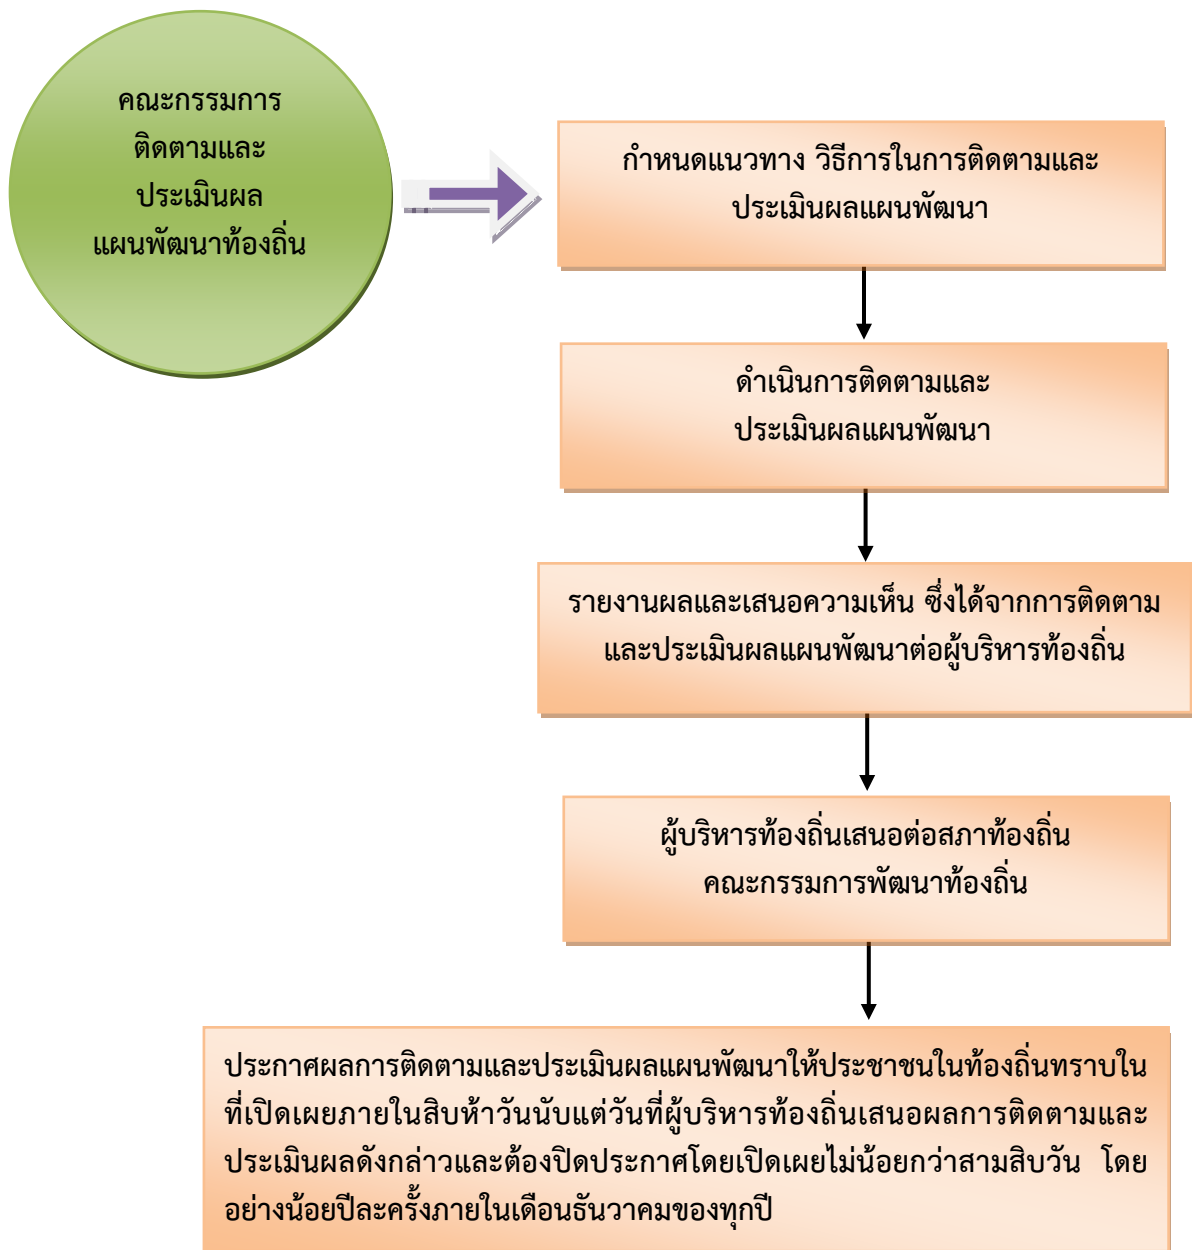 คณะกรรมการ
ติดตามและ
ประเมินผล
แผนพัฒนาท้องถิ่น
กำหนดแนวทาง วิธีการในการติดตามและ
ประเมินผลแผนพัฒนา
ดำเนินการติดตามและ
ประเมินผลแผนพัฒนา
รายงานผลและเสนอความเห็น ซึ่งได้จากการติดตาม
และประเมินผลแผนพัฒนาต่อผู้บริหารท้องถิ่น
ผู้บริหารท้องถิ่นเสนอต่อสภาท้องถิ่น
คณะกรรมการพัฒนาท้องถิ่น
ประกาศผลการติดตามและประเมินผลแผนพัฒนาให้ประชาชนในท้องถิ่นทราบใน
ที่เปิดเผยภายในสิบห้าวันนับแต่วันที่ผู้บริหารท้องถิ่นเสนอผลการติดตามและ
ประเมินผลดังกล่าวและต้องปิดประกาศโดยเปิดเผยไม่น้อยกว่าสามสิบวัน โดย
อย่างน้อยปีละครั้งภายในเดือนธันวาคมของทุกปี